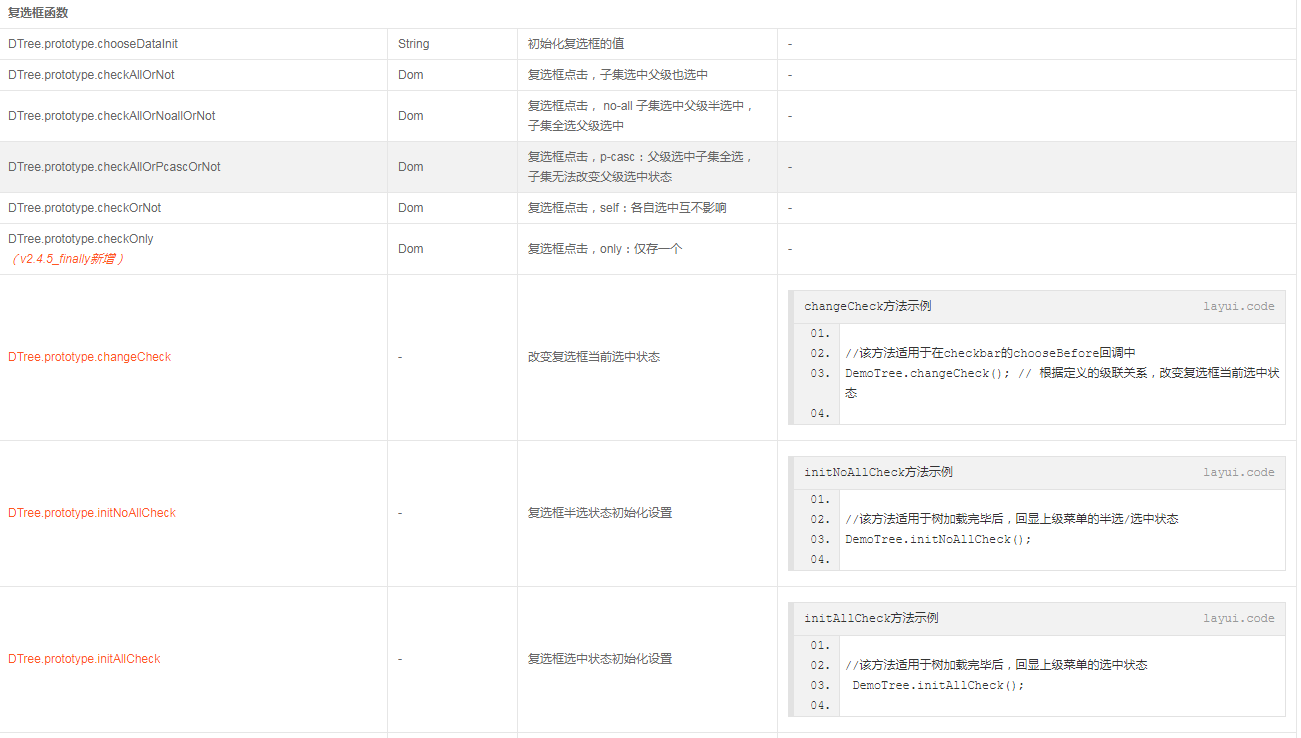 复选框函数
DTree.prototype.chooseDataInit String 初始化复选框的值 -
DTree.prototype.checkAllOrNot Dom 复选框点击，子集选中父级也选中 -
DTree.prototype.checkAllOrNoallOrNot Dom 复选框点击， no-all 子集选中父级半选中， -
子集全选父级选中
DTree.prototype.checkAllOrPcascOrNot Dom 复选框点击，p-casc：父级选中子集全选， -
子集无法改变父级选中状态
DTree.prototype.checkOrNot Dom 复选框点击，self：各自选中互不影响 -
DTree.prototype.checkOnly Dom 复选框点击，only：仅存一个 -
（v2.4.5_finally新增）
DTree.prototype.changeCheck - 改变复选框当前选中状态
changeCheck方法示例 layui.code
01.
02. //该方法适用于在checkbar的chooseBefore回调中
03. DemoTree.changeCheck(); // 根据定义的级联关系，改变复选框当前选中状
态
04.
DTree.prototype.initNoAllCheck - 复选框半选状态初始化设置
initNoAllCheck方法示例 layui.code
01.
02. //该方法适用于树加载完毕后，回显上级菜单的半选/选中状态
03. DemoTree.initNoAllCheck();
04.
DTree.prototype.initAllCheck - 复选框选中状态初始化设置
initAllCheck方法示例 layui.code
01.
02. //该方法适用于树加载完毕后，回显上级菜单的选中状态
03. DemoTree.initAllCheck();
04.